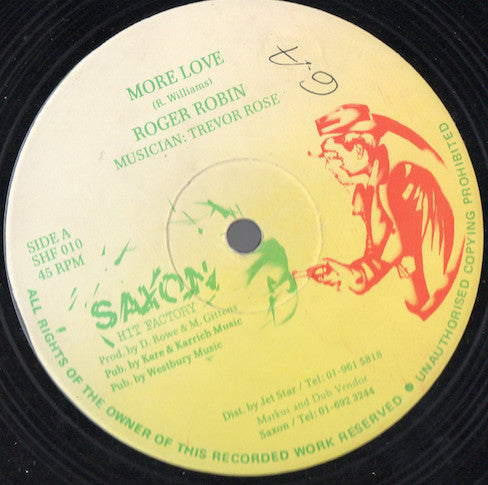 MORE LOVE
(R. Williams)
ROGER ROBIN
MUSICIAN: TREVOR ROSE
G.A
SIDE A
SHF 010
45 RPM
SAXON
HIT FACTORY
Prod. by D. Rowe & M. Gittens
Pub. by Kare & Karrich Music
Pub. by Westbury Music
Dist. by Jet Star / Tel: 01-961 5818
Markus and Dub Vendor
Saxon / Tel: 01-692 3244
ALL RIGHTS OF THE OWNER OF THIS RECORDED WORK RESERVED ● UNAUTHORISED COPYING PROHIBITED